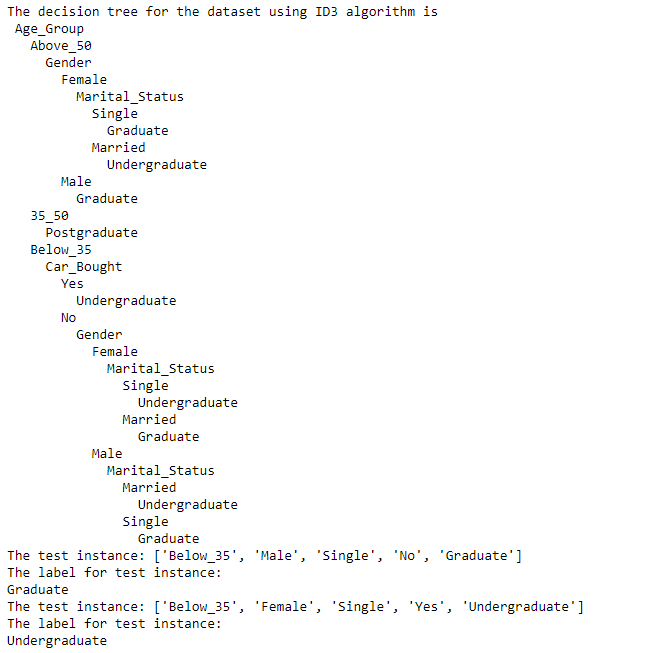 The decision tree for the dataset using ID3 algorithm is
Age_Group
Above_50
Gender
Female
Marital_Status
Single
Graduate
Married
Undergraduate
Male
Graduate
35_50
Postgraduate
Below_35
Car_Bought
Yes
Undergraduate
No
Gender
Female
Marital_Status
Single
Undergraduate
Married
Graduate
Male
Marital_Status
Married
Undergraduate
Single
Graduate
The test instance: ['Below_35', 'Male', 'Single', 'No', 'Graduate']
The label for test instance:
Graduate
The test instance: ['Below_35', 'Female', 'Single', 'Yes', 'Undergraduate']
The label for test instance:
Undergraduate